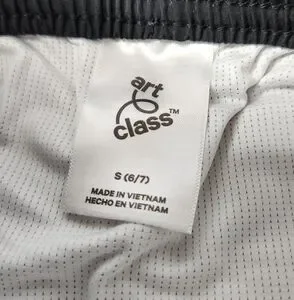 art
class™
S (6/7)
MADE IN VIETNAM
HECHO EN VIETNAM